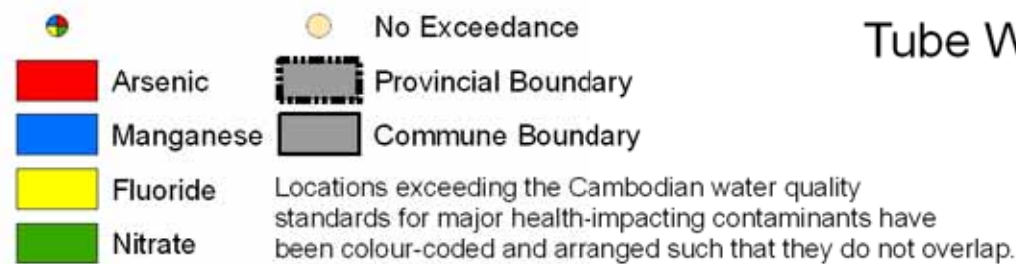 No Exceedance
Tube W
Arsenic
Provincial Boundary
Manganese
Commune Boundary
Fluoride
Nitrate
Locations exceeding the Cambodian water quality
standards for major health-impacting contaminants have
been colour-coded and arranged such that they do not overlap.